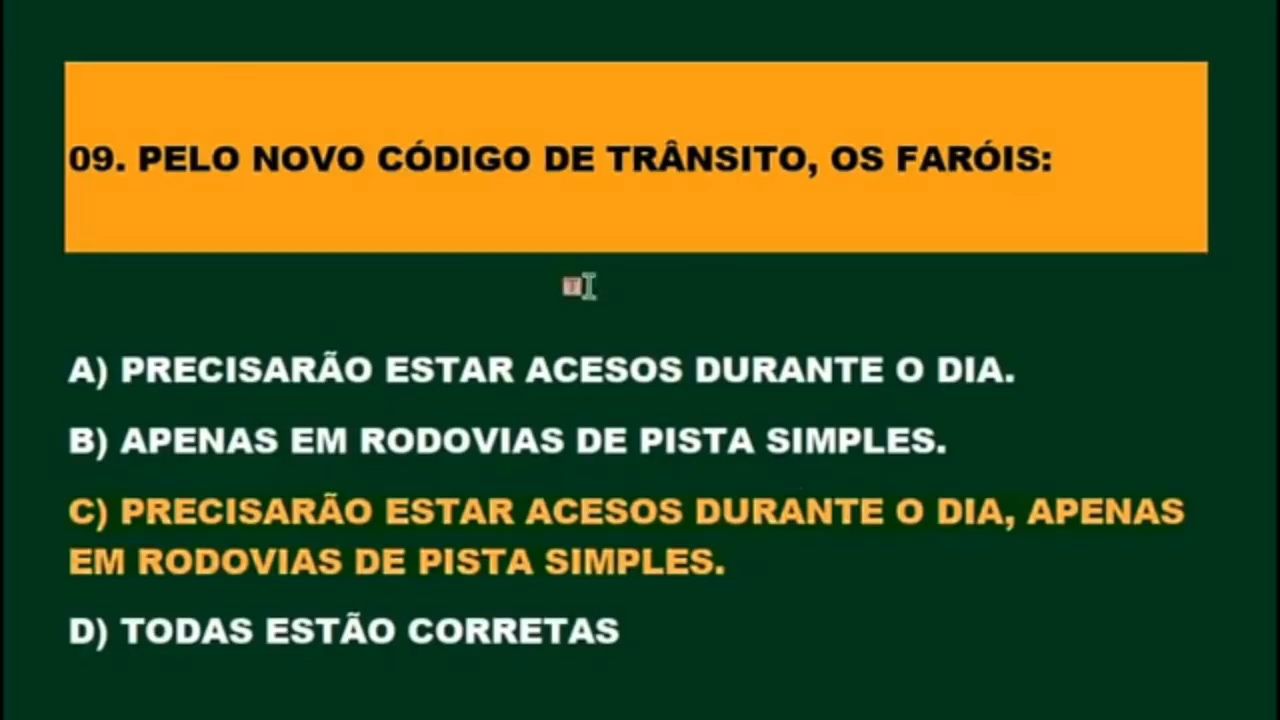 09. PELO NOVO CÓDIGO DE TRÂNSITO, OS FARÓIS:
A) PRECISARÃO ESTAR ACESOS DURANTE O DIA.
B) APENAS EM RODOVIAS DE PISTA SIMPLES.
C) PRECISARÃO ESTAR ACESOS DURANTE O DIA, APENAS
EM RODOVIAS DE PISTA SIMPLES.
D) TODAS ESTÃO CORRETAS